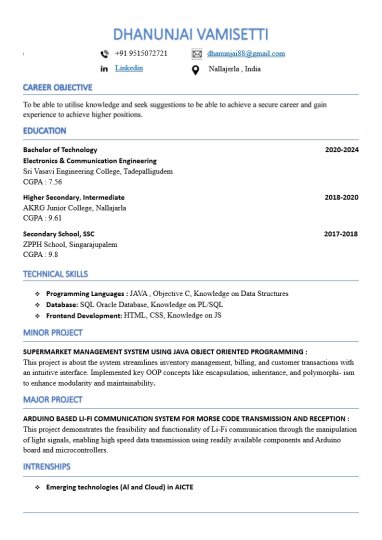 DHANUNJAI VAMISETTI
+91 9515072721 dhanunjai88@gmail.com
Linkedin Nallajerla , India
CAREER OBJECTIVE
To be able to utilise knowledge and seek suggestions to be able to achieve a secure career and gain
experience to achieve higher positions.
EDUCATION
Bachelor of Technology 2020-2024
Electronics & Communication Engineering
Sri Vasavi Engineering College, Tadepalligudem
CGPA : 7.56
Higher Secondary, Intermediate 2018-2020
AKRG Junior College, Nallajarla
CGPA : 9.61
Secondary School, SSC 2017-2018
ZPPH School, Singarajupalem
CGPA : 9.8
TECHNICAL SKILLS
❖ Programming Languages : JAVA , Objective C, Knowledge on Data Structures
❖ Database: SQL Oracle Database, Knowledge on PL/SQL
❖ Frontend Development: HTML, CSS, Knowledge on JS
MINOR PROJECT
SUPERMARKET MANAGEMENT SYSTEM USING JAVA OBJECT ORIENTED PROGRAMMING :
This project is about the system streamlines inventory management, billing, and customer transactions with
an intuitive interface. Implemented key OOP concepts like encapsulation, inheritance, and polymorphi- ism
to enhance modularity and maintainability.
MAJOR PROJECT
ARDUINO BASED LI-FI COMMUNICATION SYSTEM FOR MORSE CODE TRANSMISSION AND RECEPTION :
This project demonstrates the feasibility and functionality of Li-Fi communication through the manipulation
of light signals, enabling high speed data transmission using readily available components and Arduino
board and microcontrollers.
INTRENSHIPS
❖ Emerging technologies (AI and Cloud) in AICTE